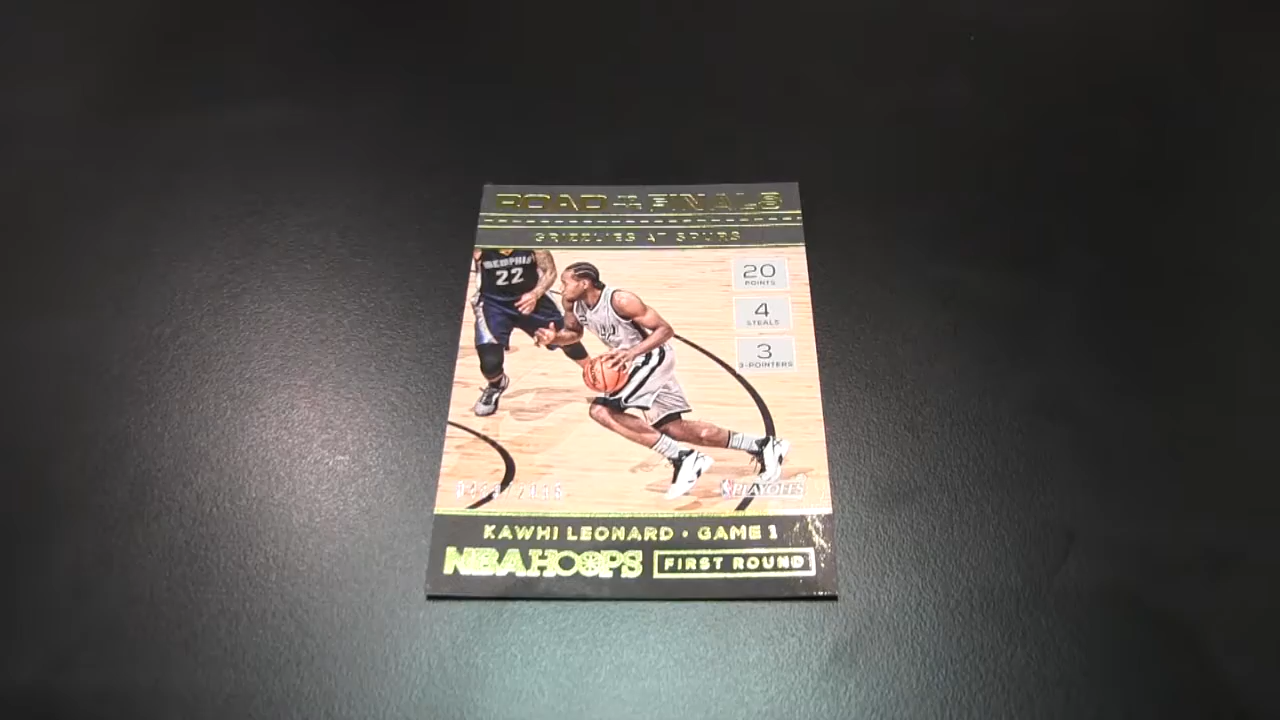 ROAD TO THE FINALS
GRIZZLIES AT SPURS
MEMPHIS
22
20
POINTS
4
STEALS
3
3-POINTERS
PLAYOFFS
KAWHI LEONARD • GAME 1
NBA HOOPS
FIRST ROUND